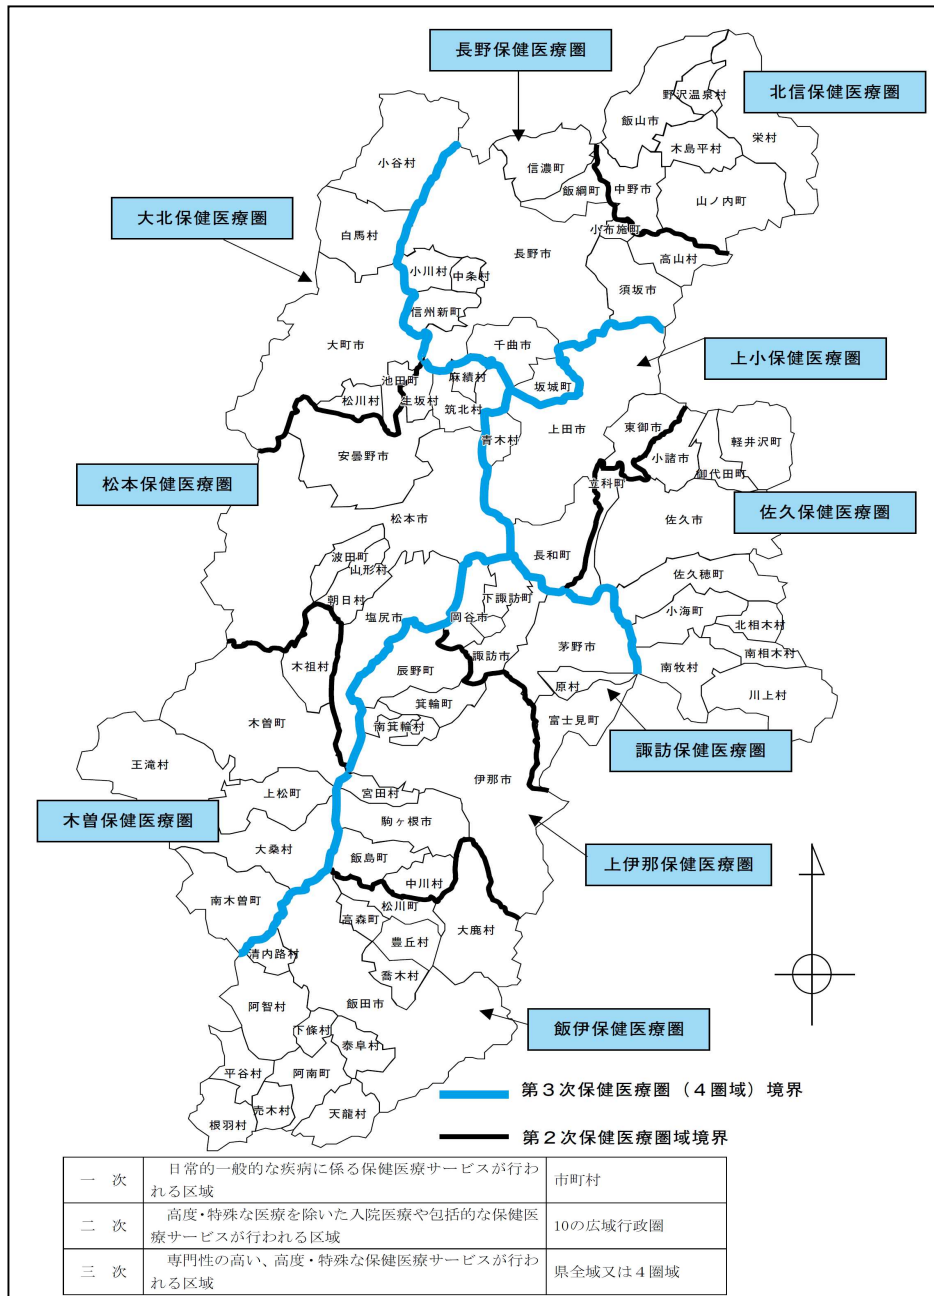 長野保健医療圏
北信保健医療圏
野沢温泉村
飯山市
栄村
木島平村
小谷村
信濃町
飯綱町
中野市
山ノ内町
大北保健医療圏
白馬村
小布施町
長野市
高山村
小川村
中条村
須坂市
信州新町
大町市
千曲市
上小保健医療圏
池田町
麻績村
坂城町
松川村
生坂村
筑北村
青木村
上田市
東御市
軽井沢町
安曇野市
小諸市
御代田町
松本保健医療圏
立科町
佐久保健医療圏
松本市
佐久市
波田町
長和町
山形村
佐久穂町
朝日村
下諏訪町
塩尻市
岡谷市
小海町
北相木村
諏訪市
茅野市
南相木村
木祖村
辰野町
南牧村
原村
川上村
箕輪町
木曽町
南箕輪村
富士見町
諏訪保健医療圏
王滝村
伊那市
上松町
宮田村
木曽保健医療圏
駒ヶ根市
大桑村
飯島町
上伊那保健医療圏
中川村
南木曽町
松川町
高森町
大鹿村
豊丘村
清内路村
喬木村
阿智村
飯田市
下條村
飯伊保健医療圏
泰阜村
平谷村
阿南町
第3次保健医療圏(4圏域)境界
売木村
天龍村
根羽村
第2次保健医療圏域境界
一 次 日常的一般的な疾病に係る保健医療サービスが行わ
れる区域 市町村
二 次 高度・特殊な医療を除いた入院医療や包括的な保健医
療サービスが行われる区域 10の広域行政圏
三 次 専門性の高い、高度・特殊な保健医療サービスが行わ
れる区域 県全域又は4圏域